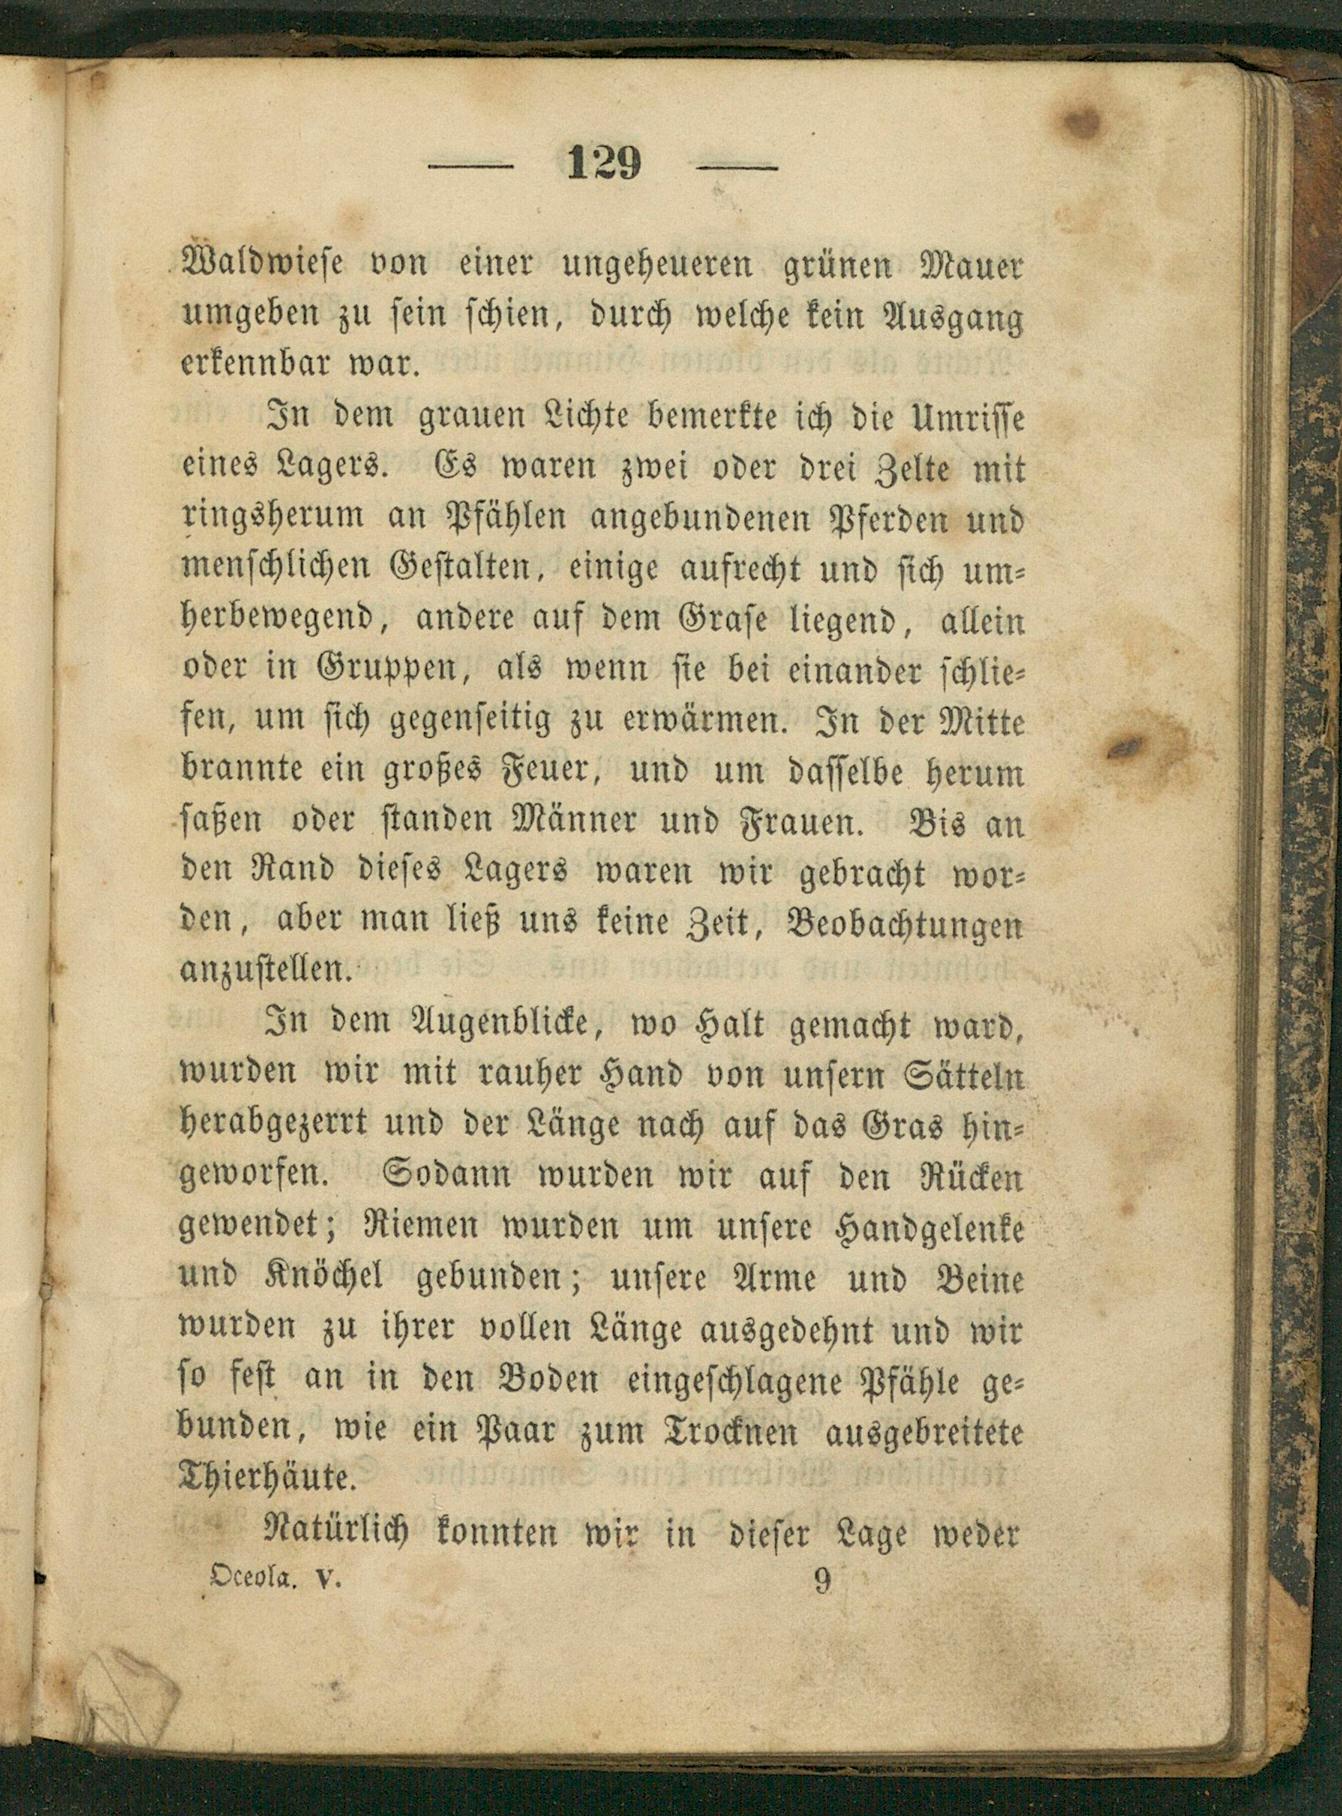 — 129 —
Waldwiese von einer ungeheueren grünen Mauer
umgeben zu sein schien, durch welche kein Ausgang
erkennbar war.
In dem grauen Lichte bemerkte ich die Umrisse
eines Lagers. Es waren zwei oder drei Zelte mit
ringsherum an Pfählen angebundenen Pferden und
menschlichen Gestalten, einige aufrecht und sich um-
herbewegend, andere auf dem Grase liegend, allein
oder in Gruppen, als wenn sie bei einander schlie-
fen, um sich gegenseitig zu erwärmen. In der Mitte
brannte ein großes Feuer, und um dasselbe herum
saßen oder standen Männer und Frauen. Bis an
den Rand dieses Lagers waren wir gebracht wor-
den, aber man ließ uns keine Zeit, Beobachtungen
anzustellen.
In dem Augenblicke, wo Halt gemacht ward,
wurden wir mit rauher Hand von unsern Sätteln
herabgezerrt und der Länge nach auf das Gras hin-
geworfen. Sodann wurden wir auf den Rücken
gewendet; Riemen wurden um unsere Handgelenke
und Knöchel gebunden; unsere Arme und Beine
wurden zu ihrer vollen Länge ausgedehnt und wir
so fest an in den Boden eingeschlagene Pfähle ge-
bunden, wie ein Paar zum Trocknen ausgebreitete
Thierhäute.
Natürlich konnten wir in dieser Lage weder
Oceola. V. 9